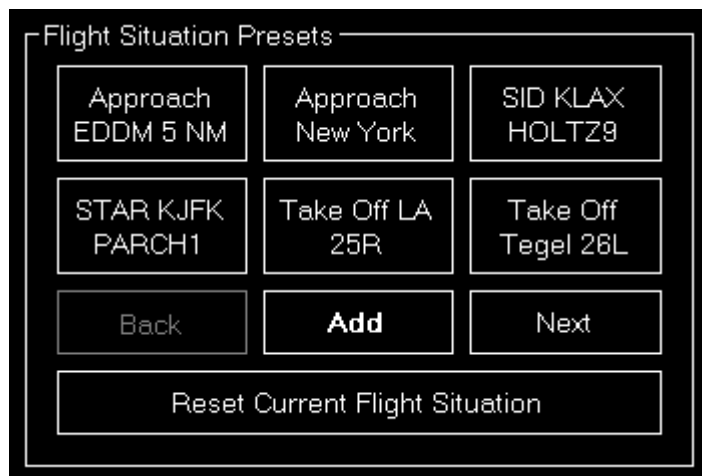 Flight Situation Presets
Approach
EDDM 5 NM
Approach
New York
SID KLAX
HOLTZ9
STAR KJFK
PARCH1
Take Off LA
25R
Take Off
Tegel 26L
Back
Add
Next
Reset Current Flight Situation